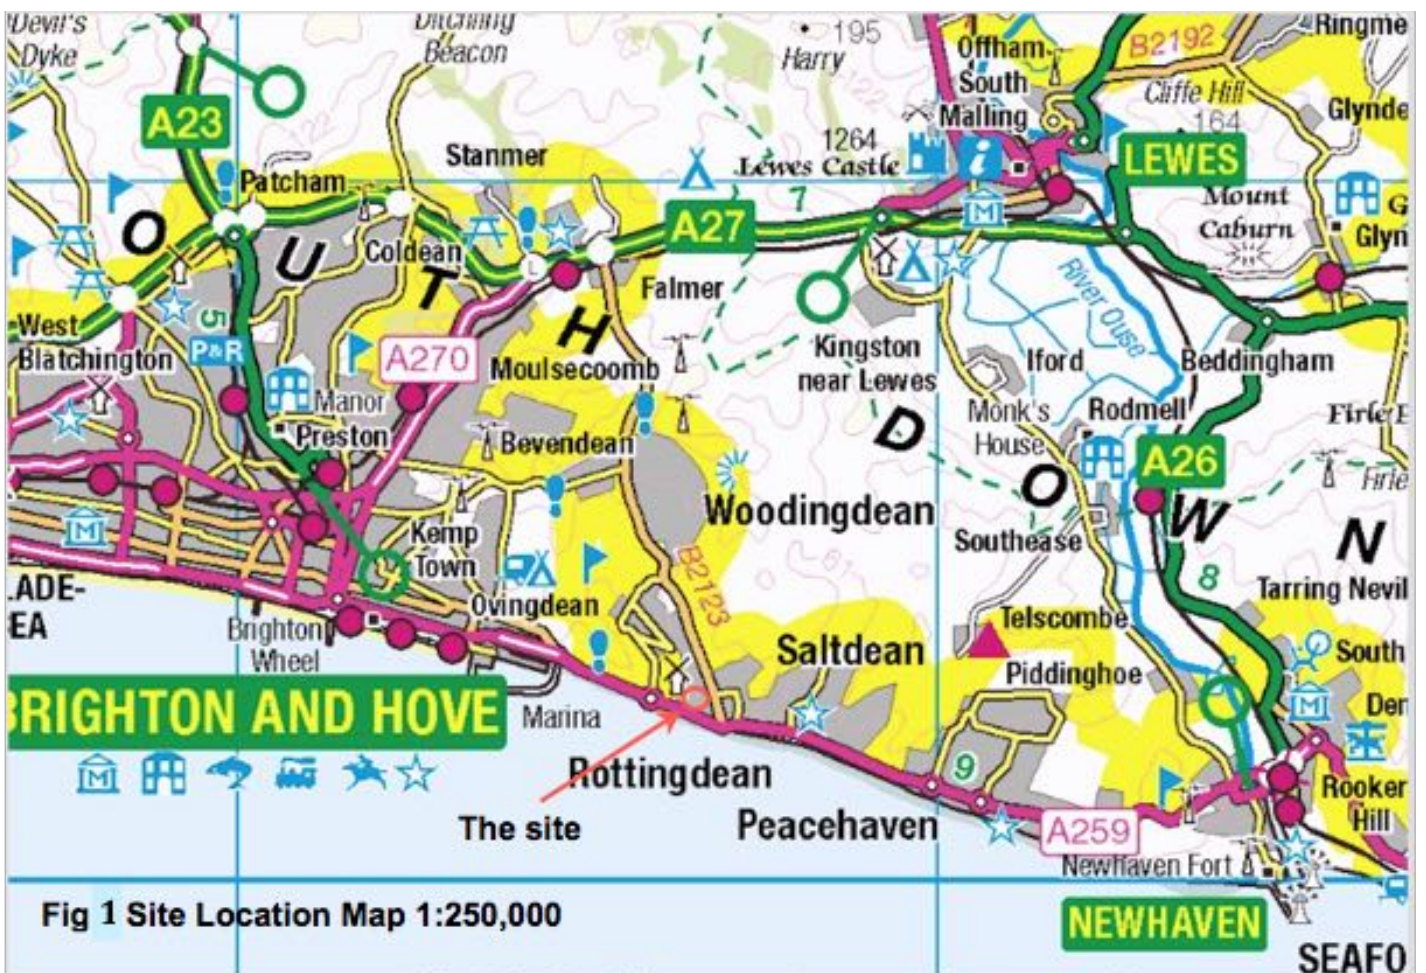 Devil's
Dyke
Ditchling
Beacon
Harry
195
Offham
South
Malling
B2192
Ringme
Cliffe Hill
164
Glynde
A23
Stanmer
1264
Lewes Castle
LEWES
122
Patcham
7
A27
Mount
Caburn
G
Glyn
O
U
T
H
Coldean
L
Falmer
River Ouse
West
Blatchington
5
P&R
A270
Moulsecoomb
Kingston
near Lewes
Iford
Beddingham
Manor
Preston
Bevendean
D
Monk's
House
Rodmell
Firle
A26
O
W
N
Woodingdean
Southease
Kemp
Town
B2123
8
Tarring Nevil
LADE-
EA
Ovingdean
Telscombe
Saltdean
Piddinghoe
South
Brighton
Wheel
Den
BRIGHTON AND HOVE
Marina
Rottingdean
9
Rooker
Hill
The site
Peacehaven
A259
Newhaven Fort
Fig 1 Site Location Map 1:250,000
NEWHAVEN
SEAFO